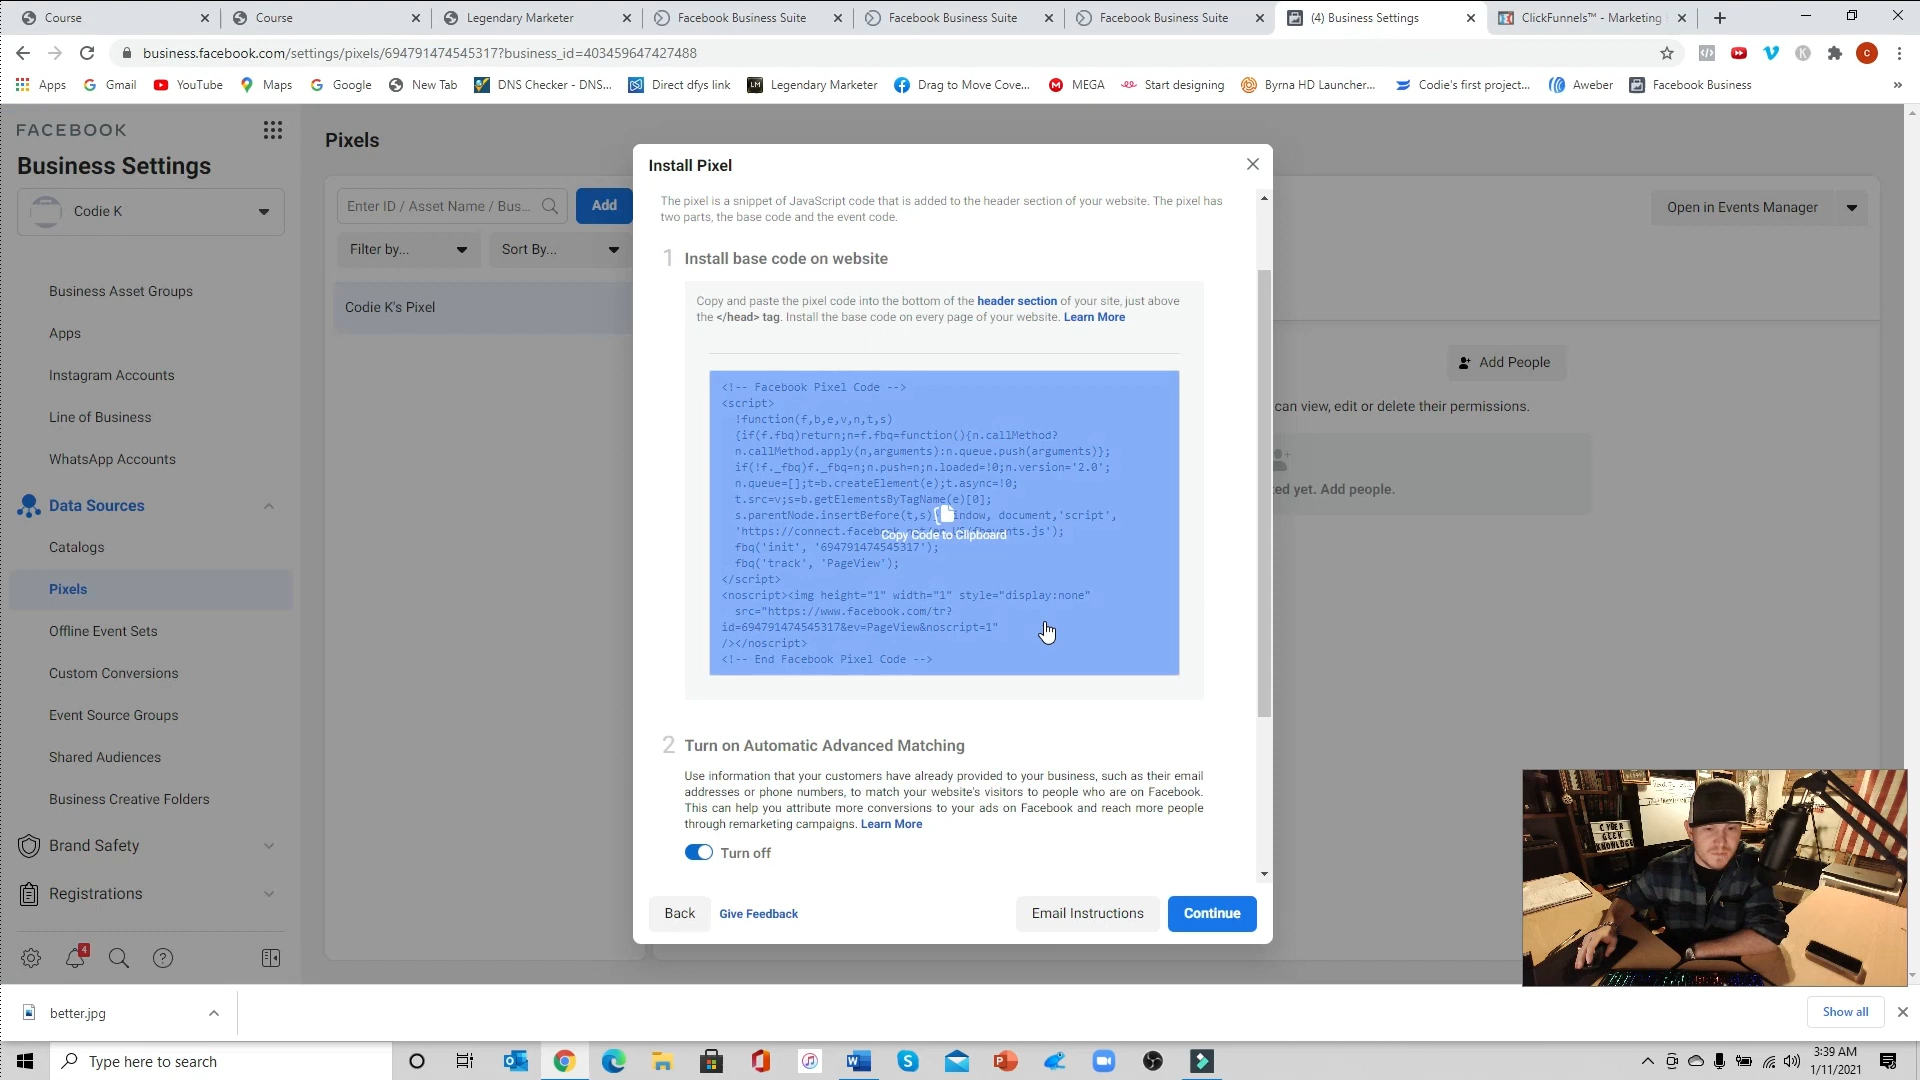 Course
Course
Legendary Marketer
Facebook Business Suite
Facebook Business Suite
Facebook Business Suite
(4) Business Settings
ClickFunnels™ - Marketing
business.facebook.com/settings/pixels/694791474545317?business_id=403459647427488
Apps
Gmail
YouTube
Maps
Google
New Tab
DNS Checker - DNS...
Direct dfys link
Legendary Marketer
Drag to Move Cove...
MEGA
Start designing
Byrna HD Launcher...
Codie's first project...
Aweber
Facebook Business
FACEBOOK
Business Settings
Codie K
Business Asset Groups
Apps
Instagram Accounts
Line of Business
WhatsApp Accounts
Data Sources
Catalogs
Pixels
Offline Event Sets
Custom Conversions
Event Source Groups
Shared Audiences
Business Creative Folders
Brand Safety
Registrations
4
Pixels
Enter ID / Asset Name / Bus...
Add
Filter by...
Sort By...
Codie K's Pixel
Open in Events Manager
Add People
can view, edit or delete their permissions.
ed yet. Add people.
Install Pixel
The pixel is a snippet of JavaScript code that is added to the header section of your website. The pixel has
two parts, the base code and the event code.
1 Install base code on website
Copy and paste the pixel code into the bottom of the header section of your site, just above
the </head> tag. Install the base code on every page of your website. Learn More
<!-- Facebook Pixel Code -->
<script>
!function(f,b,e,v,n,t,s)
{if(f.fbq)return;n=f.fbq=function(){n.callMethod?
n.callMethod.apply(n,arguments):n.queue.push(arguments)};
if(!f._fbq)f._fbq=n;n.push=n;n.loaded=!0;n.version='2.0';
n.queue=[];t=b.createElement(e);t.async=!0;
t.src=v;s=b.getElementsByTagName(e)[0];
s.parentNode.insertBefore(t,s) indow, document,'script',
'https://connect.facebook
Copy Code to Clipboard
fbq('init', '694791474545317');
fbq('track', 'PageView');
</script>
<noscript><img height="1" width="1" style="display:none"
src="https://www.facebook.com/tr?
id=694791474545317&ev=PageView&noscript=1"
/></noscript>
<!-- End Facebook Pixel Code -->
2 Turn on Automatic Advanced Matching
Use information that your customers have already provided to your business, such as their email
addresses or phone numbers, to match your website's visitors to people who are on Facebook.
This can help you attribute more conversions to your ads on Facebook and reach more people
through remarketing campaigns. Learn More
Turn off
Back
Give Feedback
Email Instructions
Continue
CYBER
GEEK
KNOWLEDGE
better.jpg
Show all
Type here to search
3:39 AM
1/11/2021